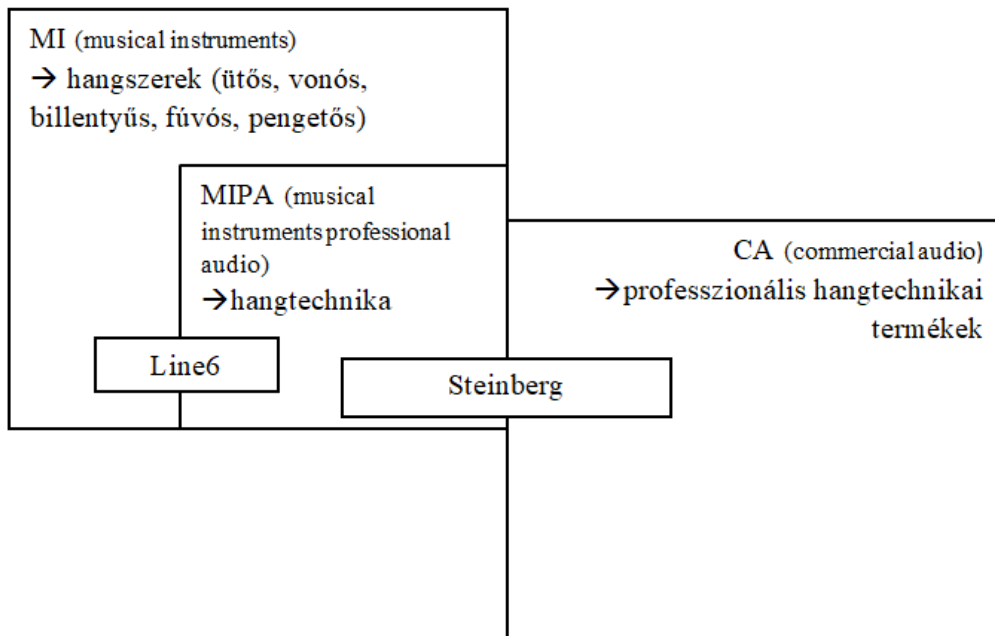 MI (musical instruments)
→ hangszerek (ütős, vonós,
billentyűs, fúvós, pengetős)
MIPA (musical
instruments professional
audio)
→hangtechnika
CA (commercial audio)
→professzionális hangtechnikai
termékek
Line6
Steinberg